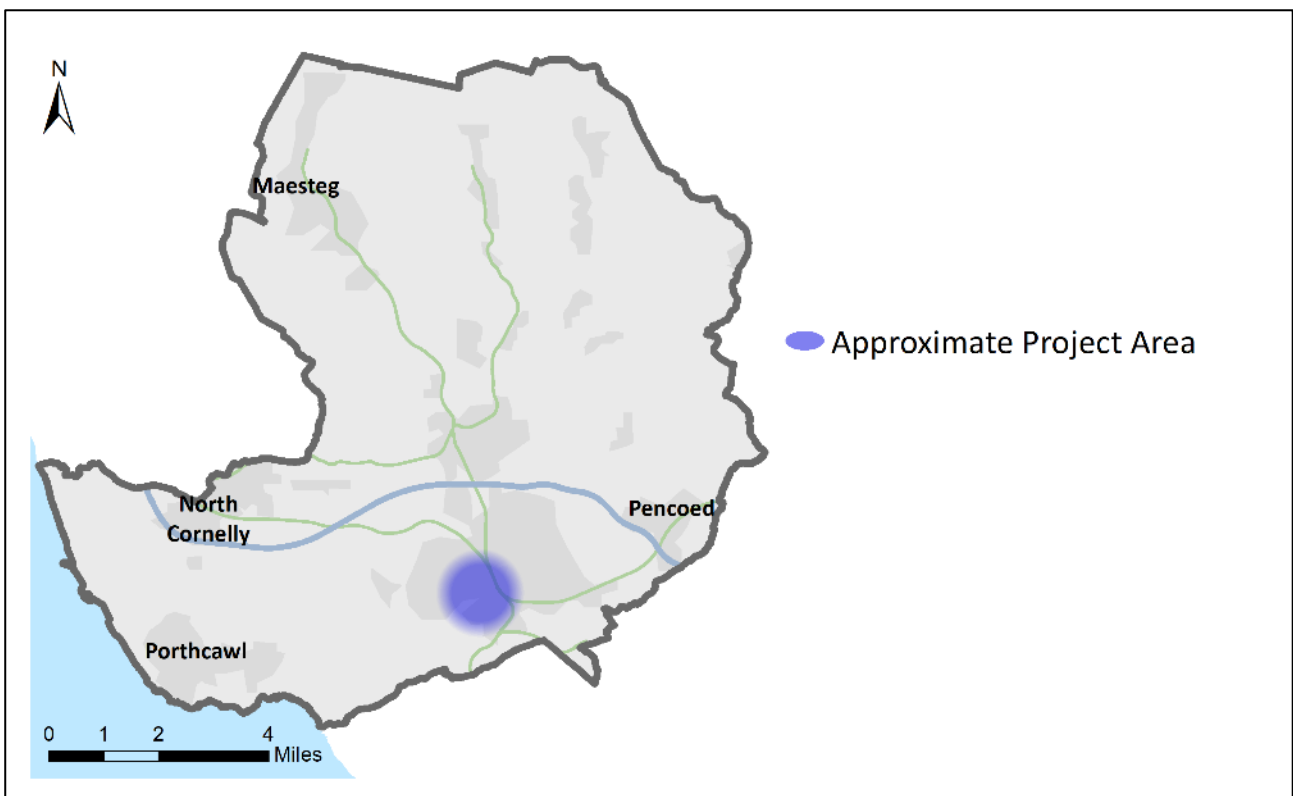 N
Maesteg
Approximate Project Area
North
Cornelly
Pencoed
Porthcawl
0 1 2 4
Miles